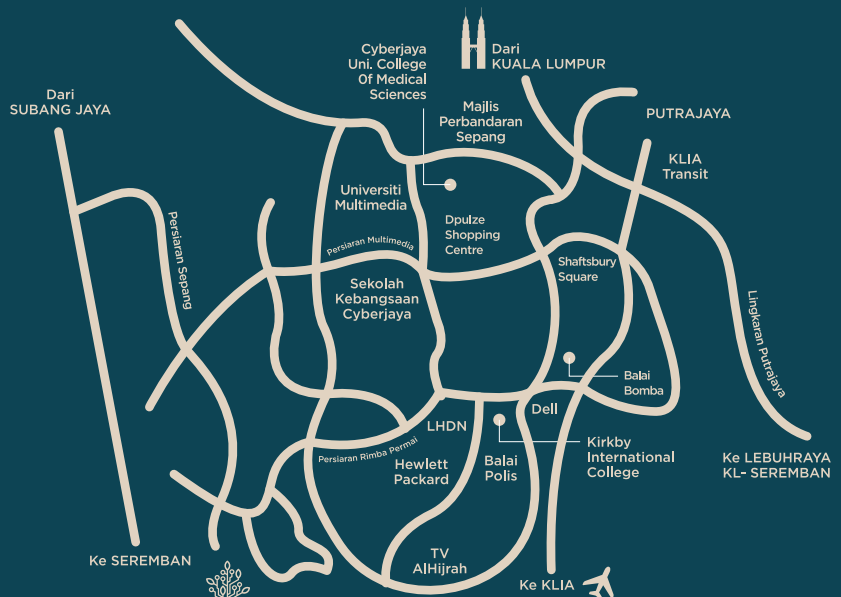 Dari
SUBANG JAYA
Cyberjaya
Uni. College
Of Medical
Sciences
Dari
KUALA LUMPUR
Majlis
Perbandaran
Sepang
PUTRAJAYA
KLIA
Transit
Universiti
Multimedia
Dpulze
Shopping
Centre
Persiaran Multimedia
Persiaran Sepang
Shaftsbury
Square
Sekolah
Kebangsaan
Cyberjaya
Lingkaran Putrajaya
Balai
Bomba
Dell
LHDN
Persiaran Rimba Permai
Hewlett
Packard
Balai
Polis
Kirkby
International
College
Ke LEBUHRAYA
KL- SEREMBAN
Ke SEREMBAN
TV
AlHijrah
Ke KLIA